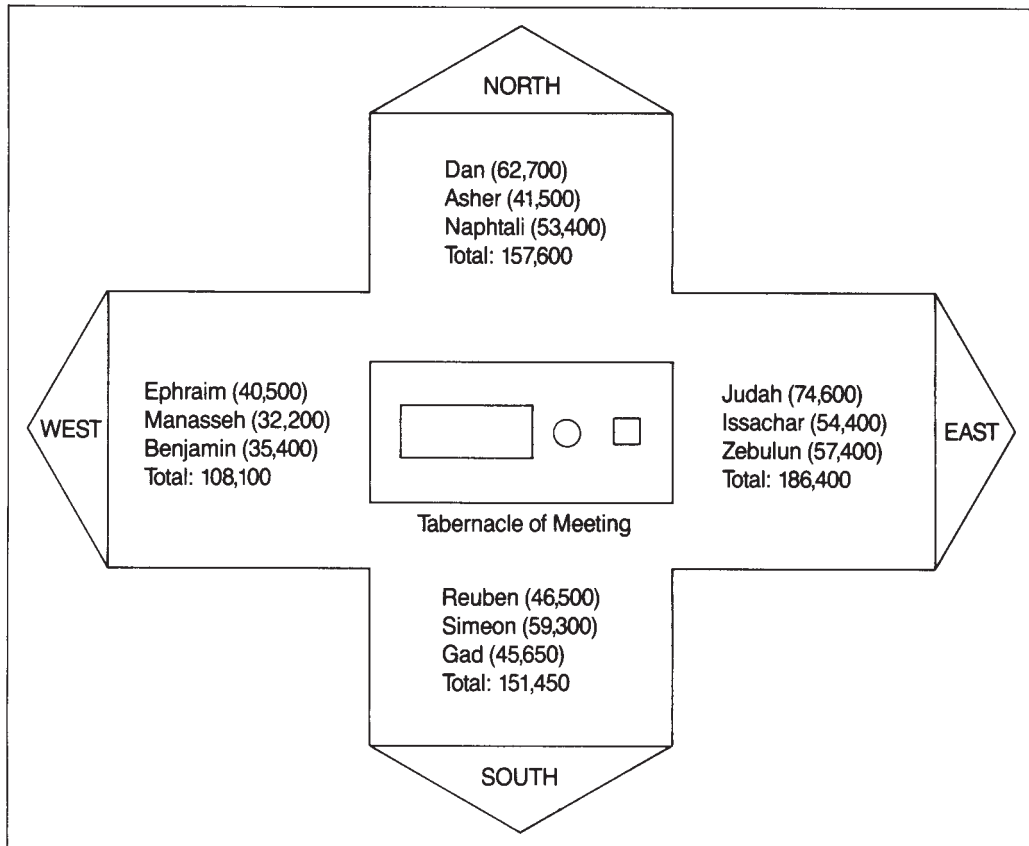 NORTH
Dan (62,700)
Asher (41,500)
Naphtali (53,400)
Total: 157,600
WEST
Ephraim (40,500)
Manasseh (32,200)
Benjamin (35,400)
Total: 108,100
Tabernacle of Meeting
Judah (74,600)
Issachar (54,400)
Zebulun (57,400)
Total: 186,400
EAST
Reuben (46,500)
Simeon (59,300)
Gad (45,650)
Total: 151,450
SOUTH